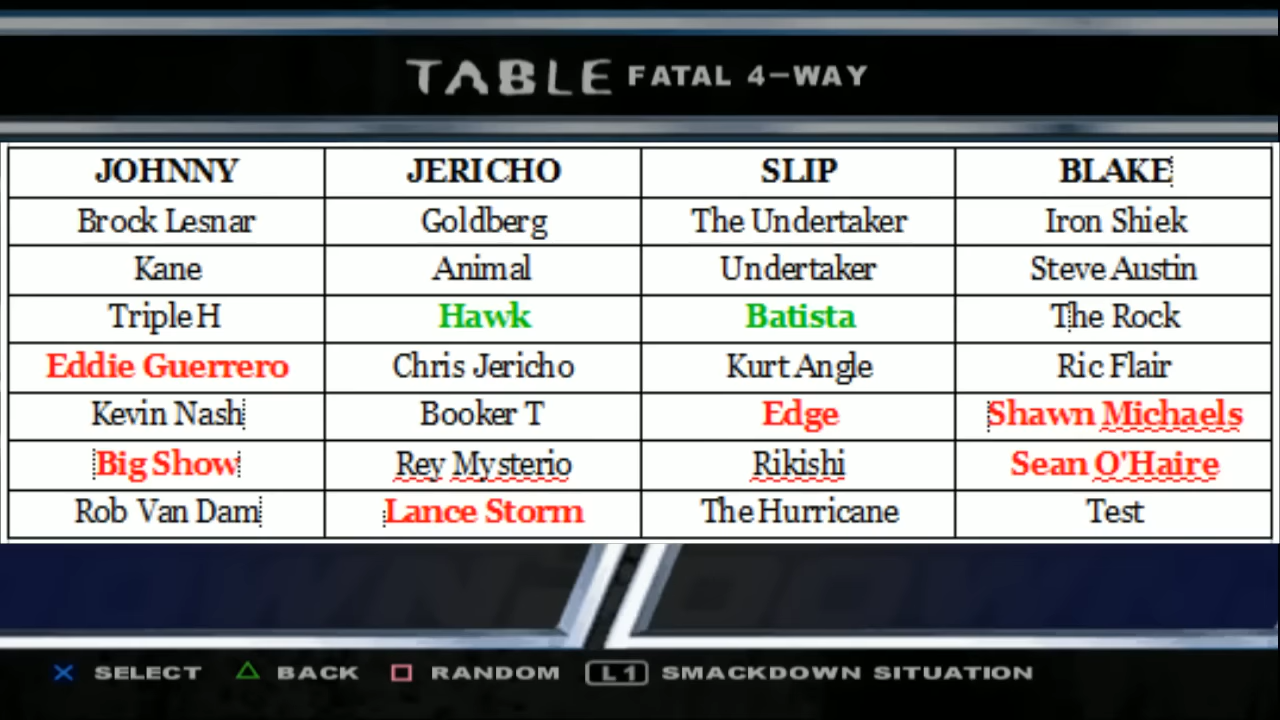 TABLE FATAL 4-WAY
JOHNNY JERICHO SLIP BLAKE
Brock Lesnar Goldberg The Undertaker Iron Shiek
Kane Animal Undertaker Steve Austin
Triple H Hawk Batista The Rock
Eddie Guerrero Chris Jericho Kurt Angle Ric Flair
Kevin Nash Booker T Edge Shawn Michaels
Big Show Rey Mysterio Rikishi Sean O'Haire
Rob Van Dam Lance Storm The Hurricane Test
SELECT BACK RANDOM L1 SMACKDOWN SITUATION